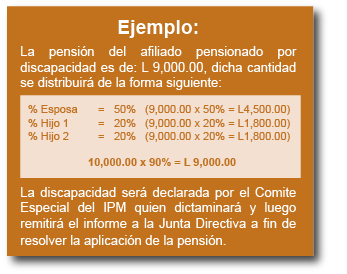 Ejemplo:
La pensión del afiliado pensionado por
discapacidad es de: L 9,000.00, dicha cantidad
se distribuirá de la forma siguiente:
% Esposa = 50% (9,000.00 x 50% = L4,500.00)
% Hijo 1 = 20% (9,000.00 x 20% = L1,800.00)
% Hijo 2 = 20% (9,000.00 x 20% = L1,800.00)
10,000.00 x 90% = L 9,000.00
La discapacidad será declarada por el Comite
Especial del IPM quien dictaminará y luego
remitirá el informe a la Junta Directiva a fin de
resolver la aplicación de la pensión.